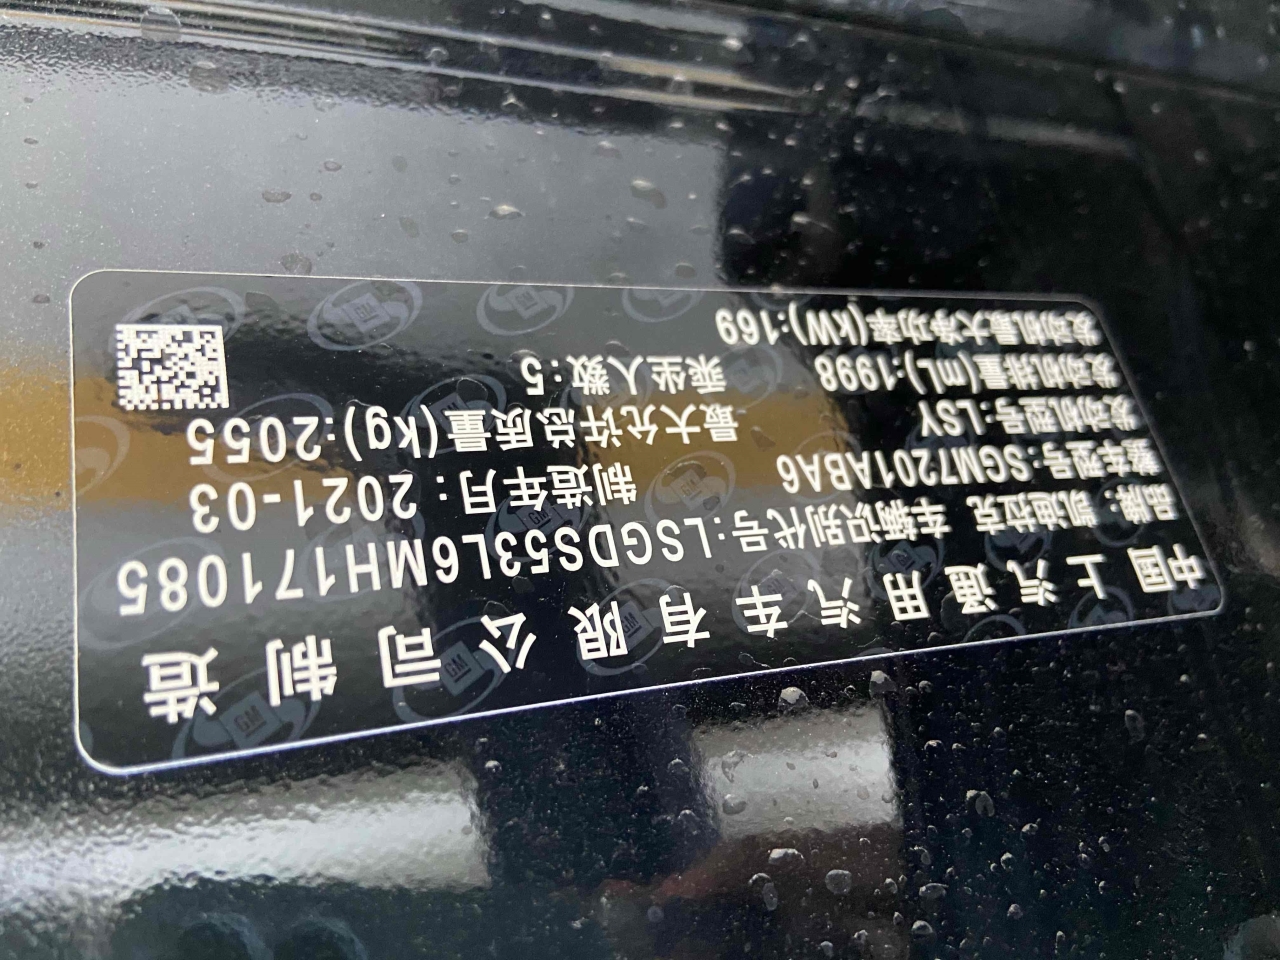 中国上汽通用汽车有限公司制造
品牌:凯迪拉克 车辆识别代号:LSGDS53L6MH171085
整车型号:SGM7201ABA6 制造年月:2021-03
发动机型号:LSY 最大允许总质量(kg):2055
发动机排量(mL):1998 乘坐人数:5
发动机最大净功率(kW):169